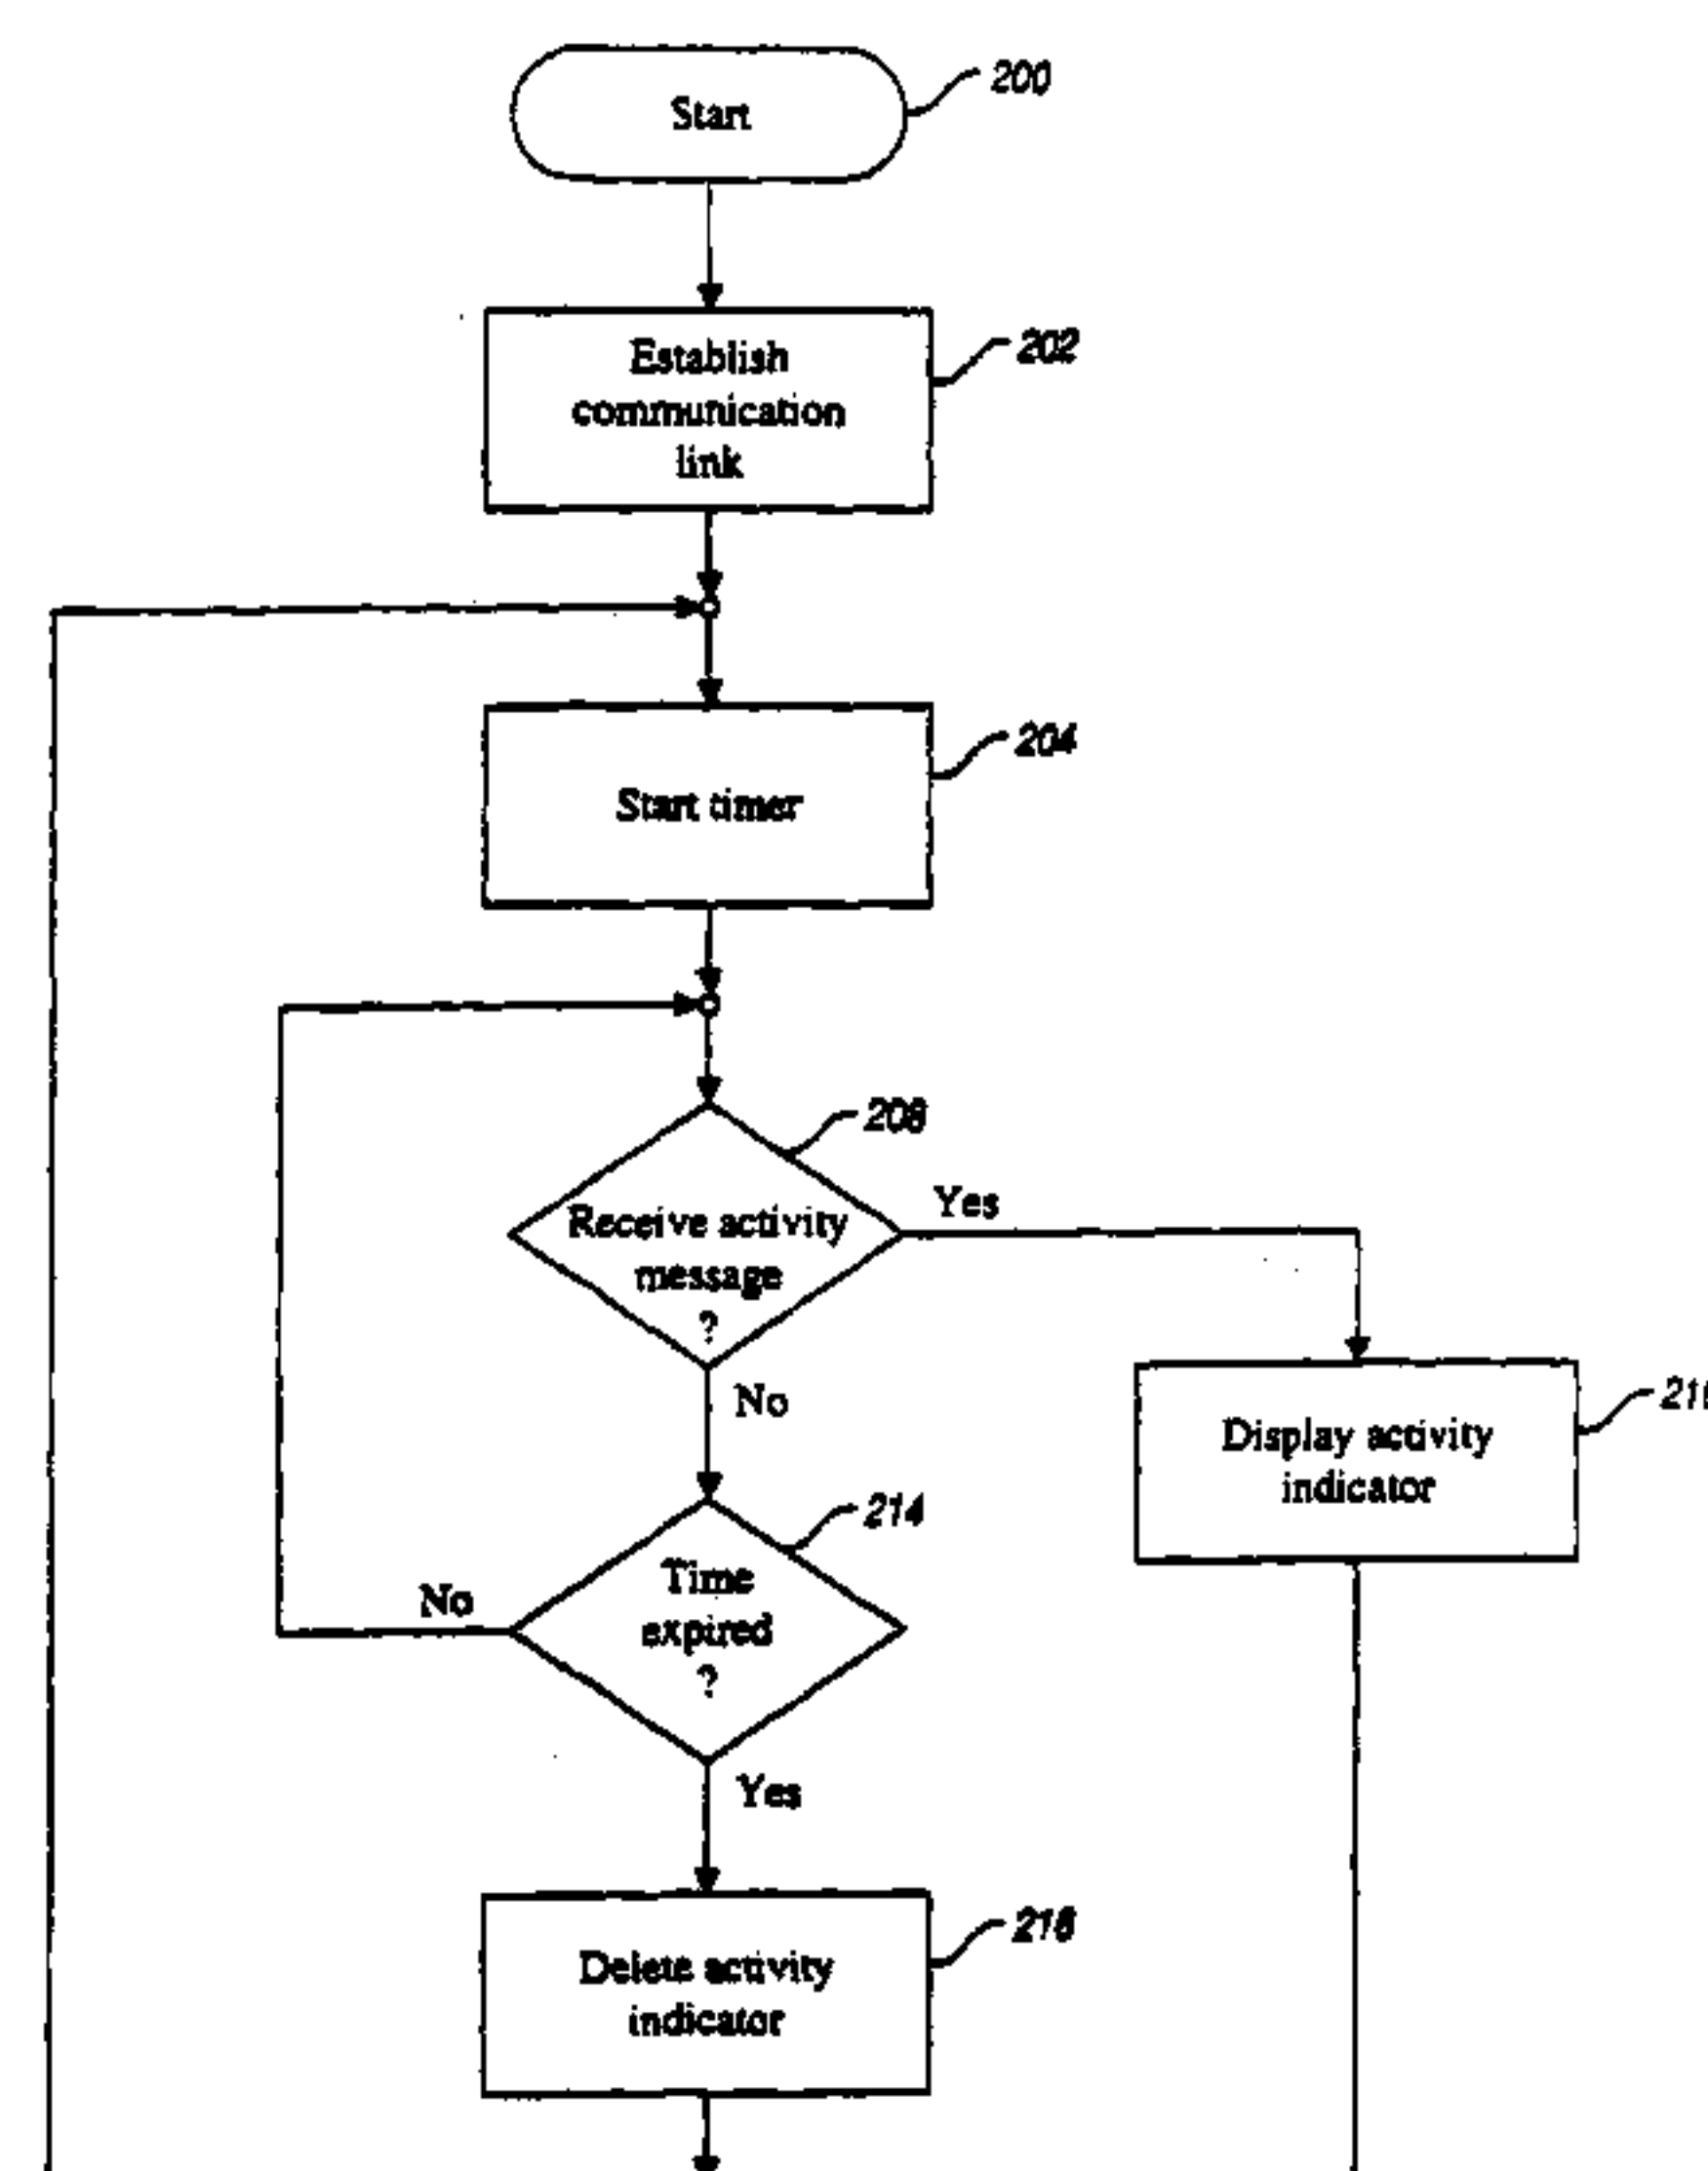 Start
200
Establish
communication
link
202
Start timer
204
208
Receive activity
message
?
Yes
No
Display activity
indicator
214
Time
expired
?
No
Yes
Delete activity
indicator